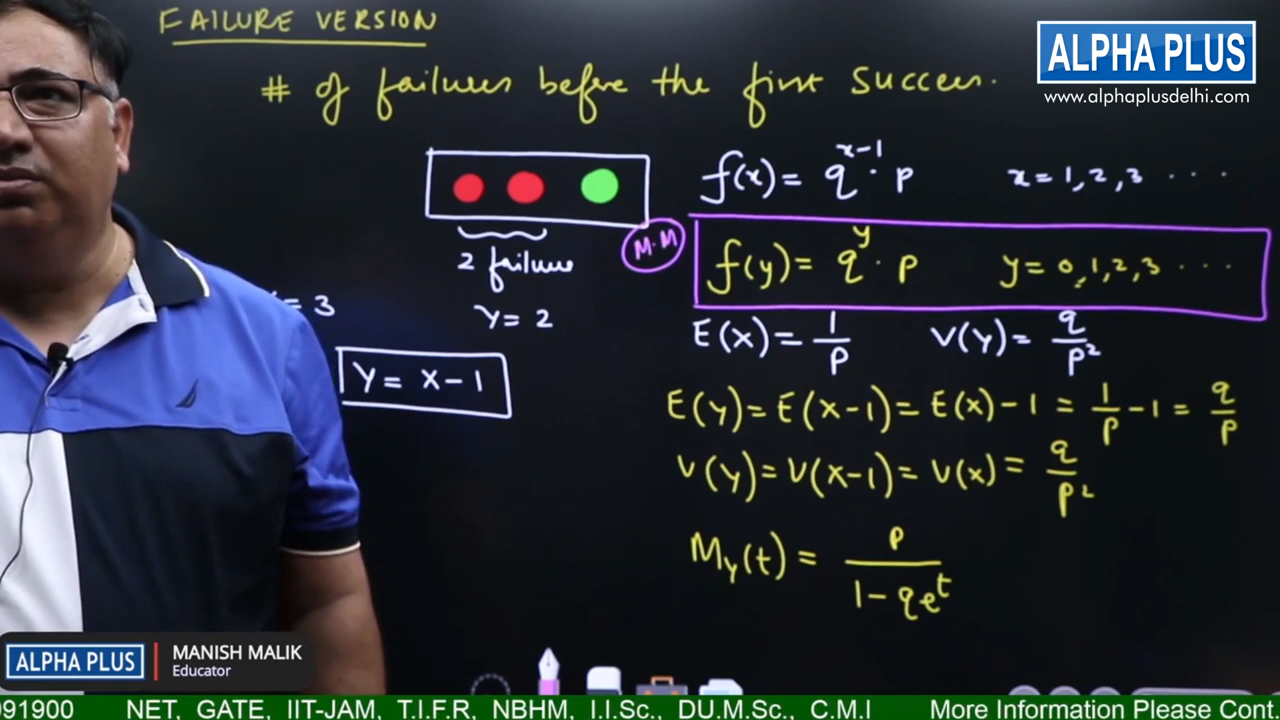 FAILURE VERSION
# of failures before the first success.
ALPHA PLUS
www.alphaplusdelhi.com
f(x) = q^{x-1} · p    x = 1, 2, 3 ····
M.M
f(y) = q^y · p    y = 0, 1, 2, 3 ····
2 failure
= 3
Y = 2
E(X) = 1/p    V(Y) = q/p²
Y = X - 1
E(Y) = E(X-1) = E(X) - 1 = 1/p - 1 = q/p
V(Y) = V(X-1) = V(X) = q/p²
M_Y(t) = p/(1 - qe^t)
ALPHA PLUS
MANISH MALIK
Educator
091900 NET, GATE, IIT-JAM, T.I.F.R, NBHM, I.I.Sc., DU.M.Sc., C.M.I More Information Please Cont